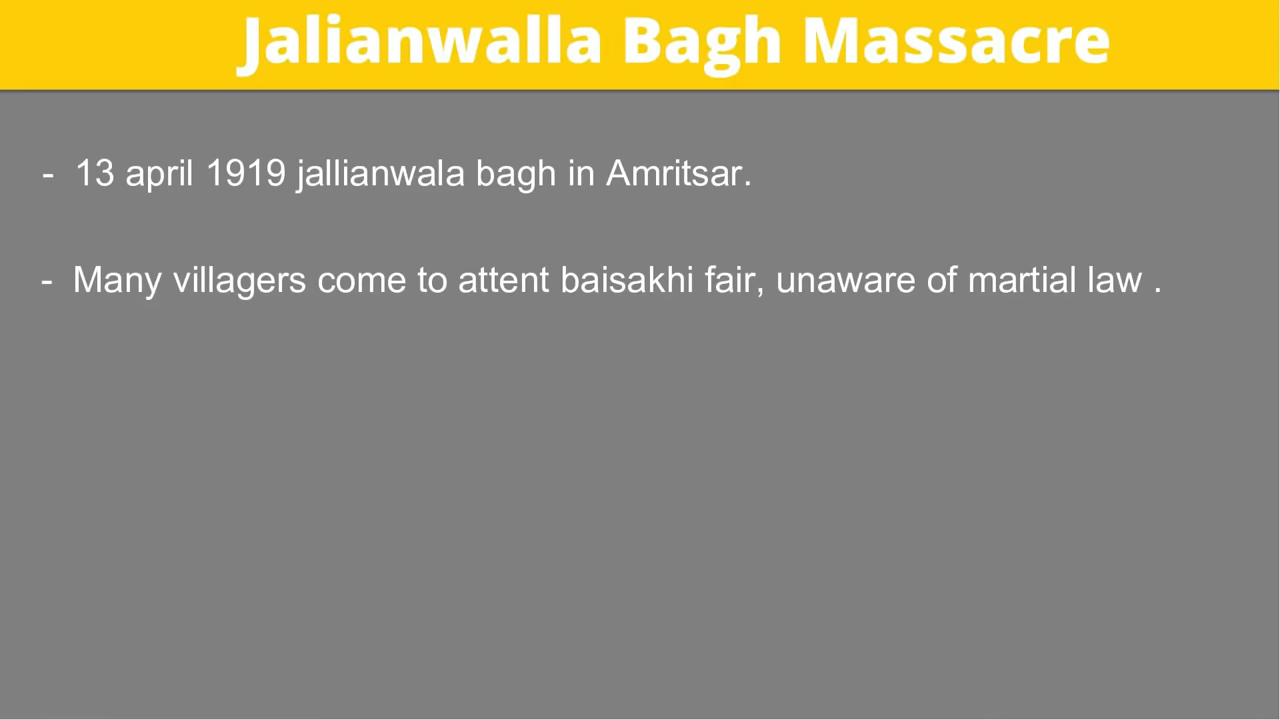 Jalianwalla Bagh Massacre
- 13 april 1919 jallianwala bagh in Amritsar.
- Many villagers come to attent baisakhi fair, unaware of martial law .